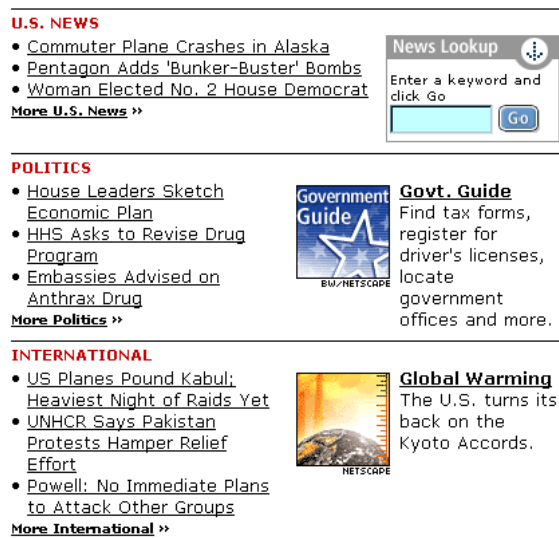 U.S. NEWS
• Commuter Plane Crashes in Alaska
• Pentagon Adds 'Bunker-Buster' Bombs
• Woman Elected No. 2 House Democrat
More U.S. News »
News Lookup
Enter a keyword and
click Go
Go
POLITICS
• House Leaders Sketch
Economic Plan
• HHS Asks to Revise Drug
Program
• Embassies Advised on
Anthrax Drug
More Politics »
Government
Guide
BW/NETSCAPE
Govt. Guide
Find tax forms,
register for
driver's licenses,
locate
government
offices and more.
INTERNATIONAL
• US Planes Pound Kabul;
Heaviest Night of Raids Yet
• UNHCR Says Pakistan
Protests Hamper Relief
Effort
• Powell: No Immediate Plans
to Attack Other Groups
More International »
NETSCAPE
Global Warming
The U.S. turns its
back on the
Kyoto Accords.